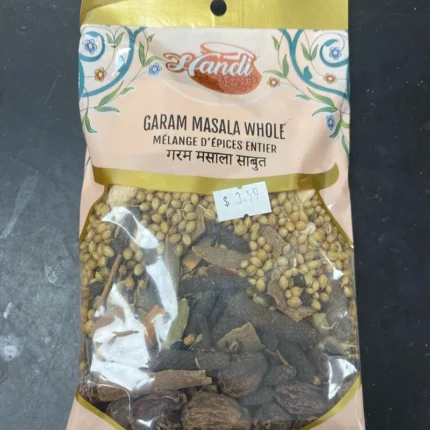 Handi
GARAM MASALA WHOLE
MÉLANGE D'ÉPICES ENTIER
गरम मसाला साबुत
$ 3.39